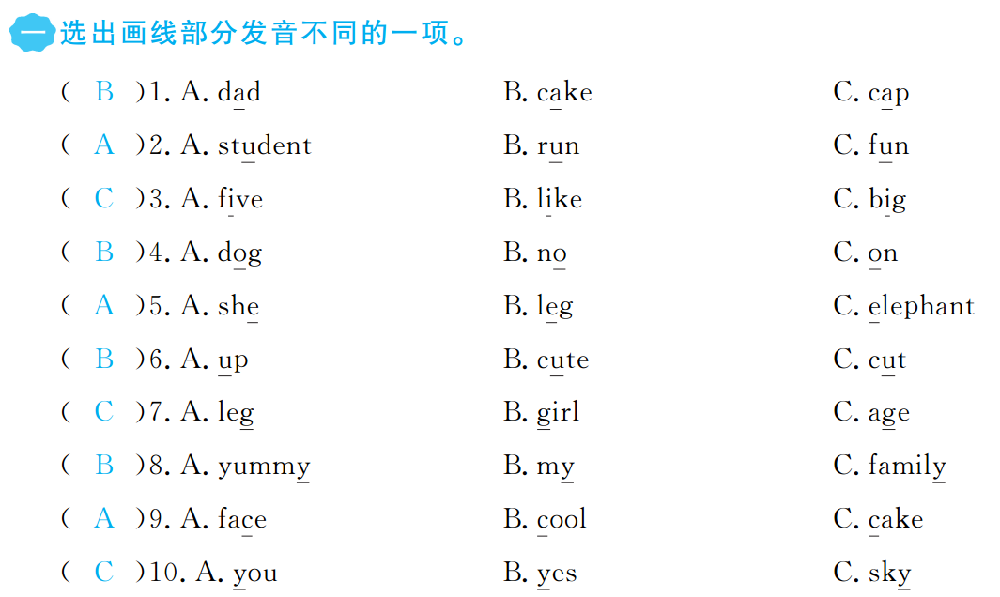 一 选出画线部分发音不同的一项。
( B )1. A. dad B. cake C. cap
( A )2. A. student B. run C. fun
( C )3. A. five B. like C. big
( B )4. A. dog B. no C. on
( A )5. A. she B. leg C. elephant
( B )6. A. up B. cute C. cut
( C )7. A. leg B. girl C. age
( B )8. A. yummy B. my C. family
( A )9. A. face B. cool C. cake
( C )10. A. you B. yes C. sky